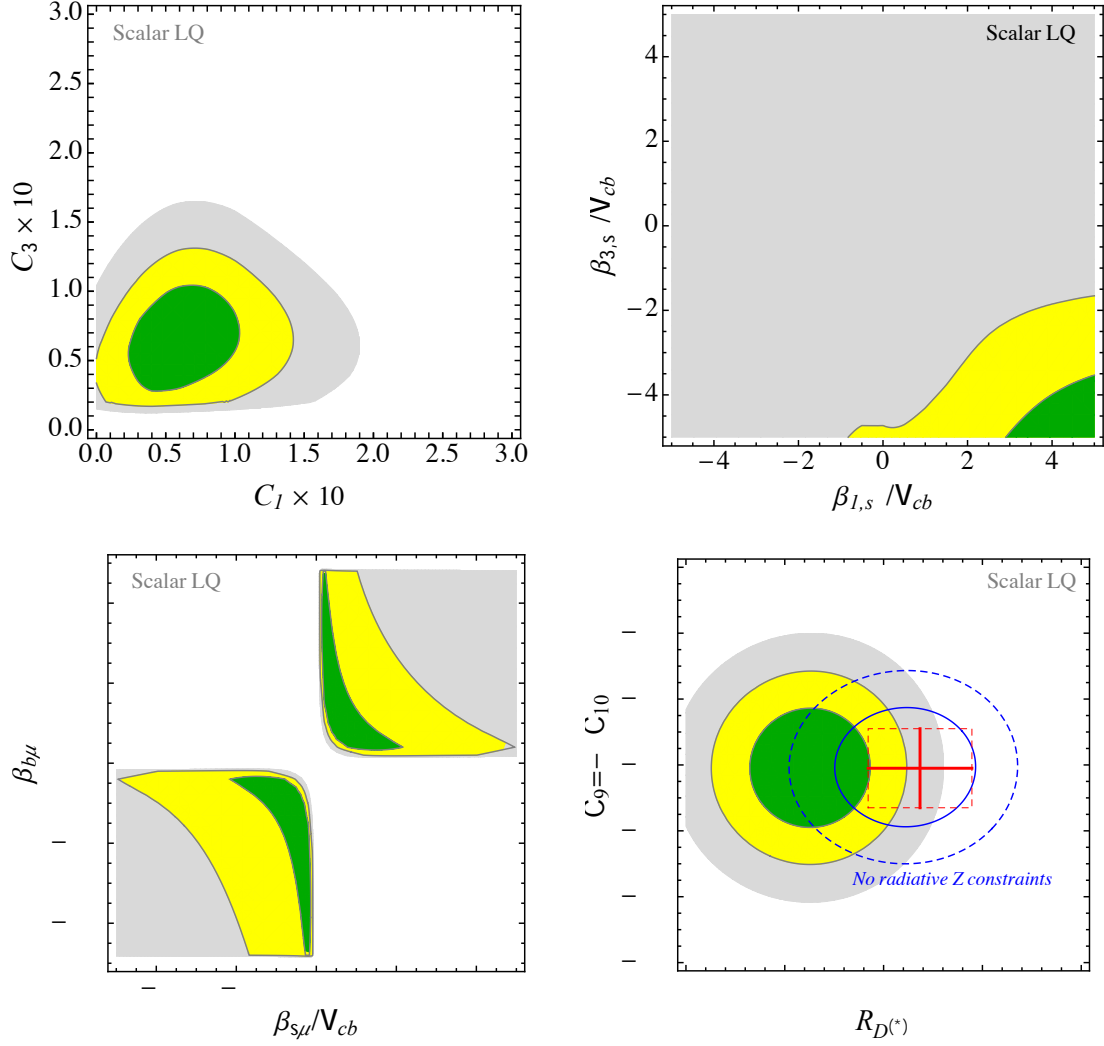 Scalar LQ
3.0
2.5
2.0
1.5
1.0
0.5
0.0
C₃ × 10
0.0 0.5 1.0 1.5 2.0 2.5 3.0
C₁ × 10
Scalar LQ
4
2
0
−2
−4
β₃,s /Vcb
−4 −2 0 2 4
β₁,s /Vcb
Scalar LQ
βbμ
−
−
− −
βsμ/Vcb
Scalar LQ
C₉=− C₁₀
−
−
−
−
−
−
No radiative Z constraints
R_D(*)